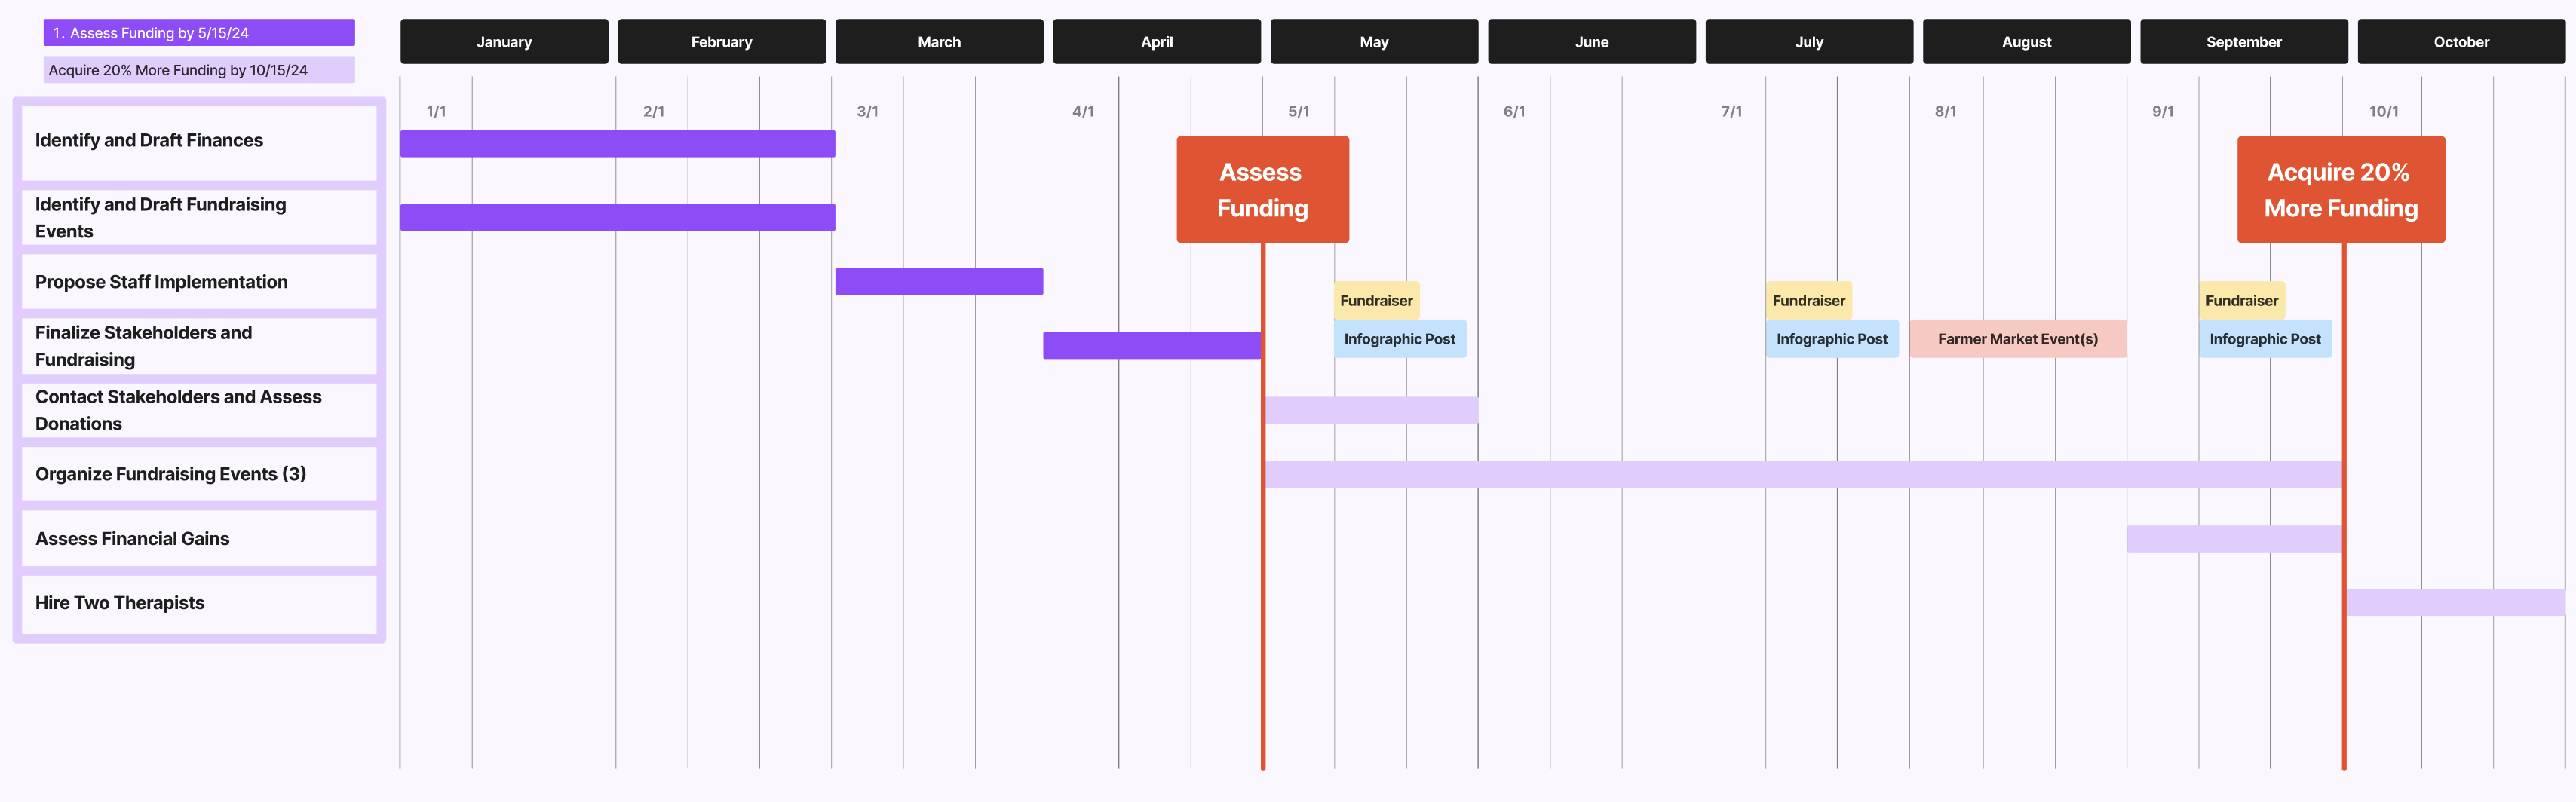 1. Assess Funding by 5/15/24
Acquire 20% More Funding by 10/15/24
January
February
March
April
May
June
July
August
September
October
1/1
2/1
3/1
4/1
5/1
6/1
7/1
8/1
9/1
10/1
Identify and Draft Finances
Identify and Draft Fundraising
Events
Propose Staff Implementation
Finalize Stakeholders and
Fundraising
Contact Stakeholders and Assess
Donations
Organize Fundraising Events (3)
Assess Financial Gains
Hire Two Therapists
Assess
Funding
Acquire 20%
More Funding
Fundraiser
Infographic Post
Fundraiser
Infographic Post
Farmer Market Event(s)
Fundraiser
Infographic Post